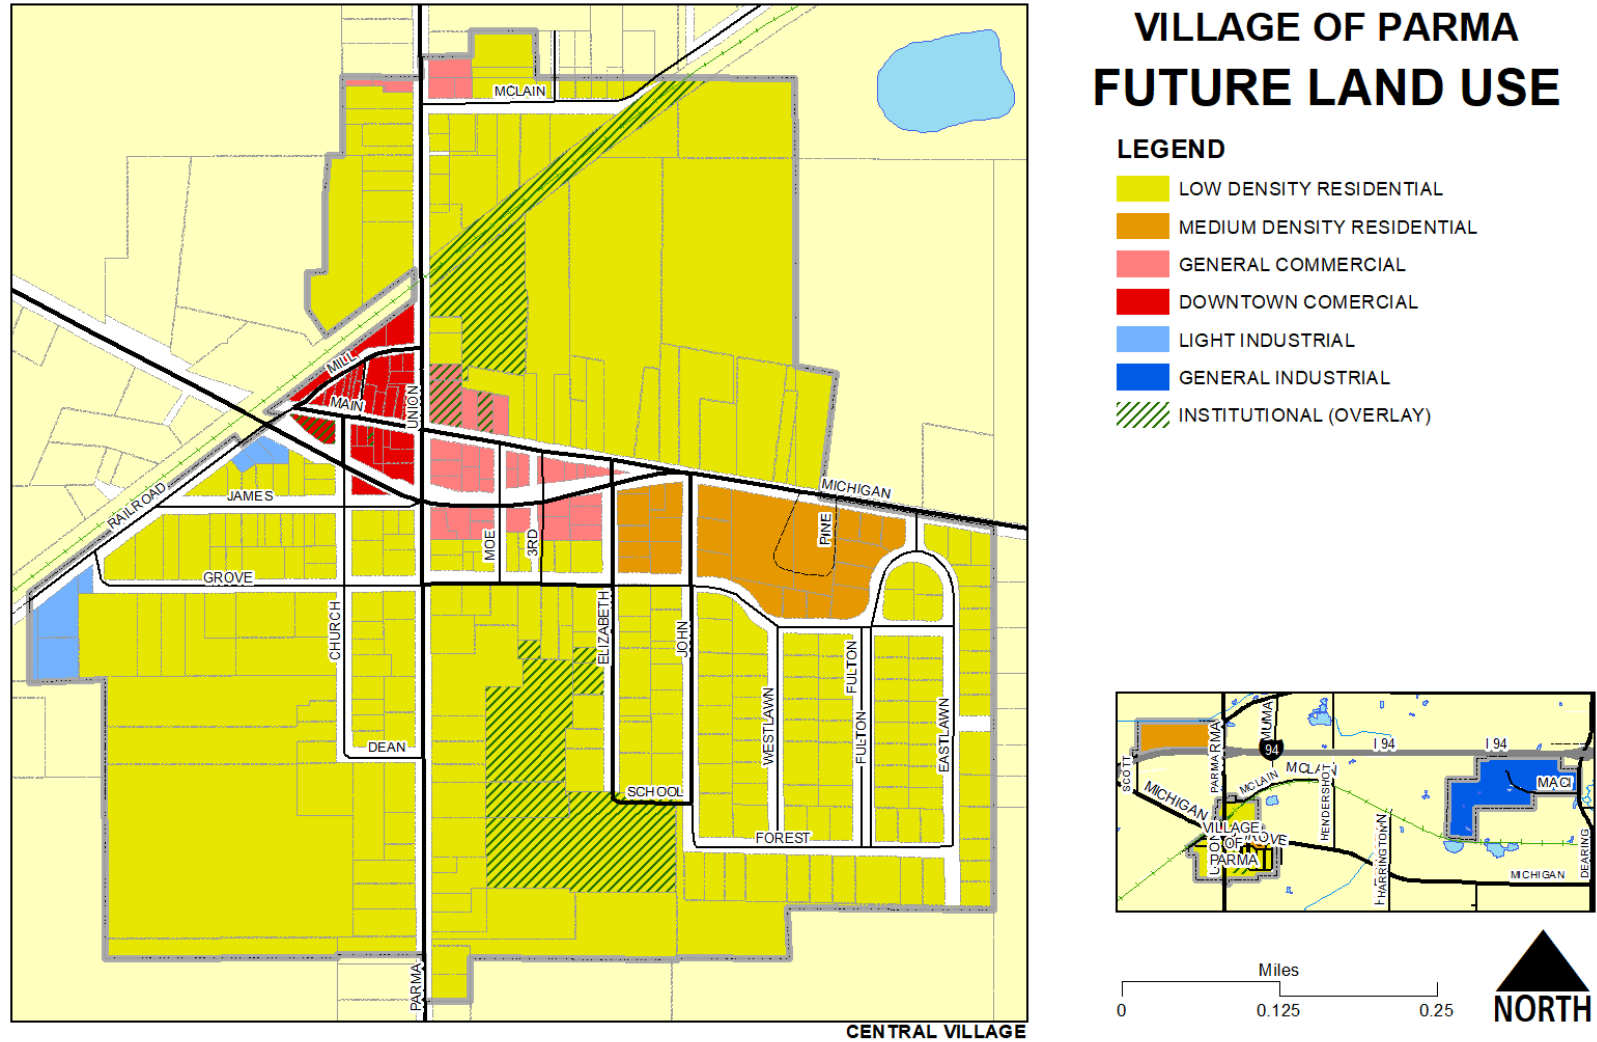 VILLAGE OF PARMA
FUTURE LAND USE
LEGEND
LOW DENSITY RESIDENTIAL
MEDIUM DENSITY RESIDENTIAL
GENERAL COMMERCIAL
DOWNTOWN COMERCIAL
LIGHT INDUSTRIAL
GENERAL INDUSTRIAL
INSTITUTIONAL (OVERLAY)
MCLAIN
MILL
MAIN
UNION
RAILROAD
JAMES
MICHIGAN
PINE
MOE
3RD
GROVE
CHURCH
ELIZABETH
JOHN
WESTLAWN
FULTON
FULTON
EASTLAWN
DEAN
SCHOOL
FOREST
PARMA
CENTRAL VILLAGE
SCOTT
PARMA
MUMA
94
I 94
I 94
MICHIGAN
MCLAIN
MCLAIN
HENDERSHOT
MACI
VILLAGE
OF
PARMA
HARRINGTON
DEARING
MICHIGAN
Miles
0
0.125
0.25
NORTH